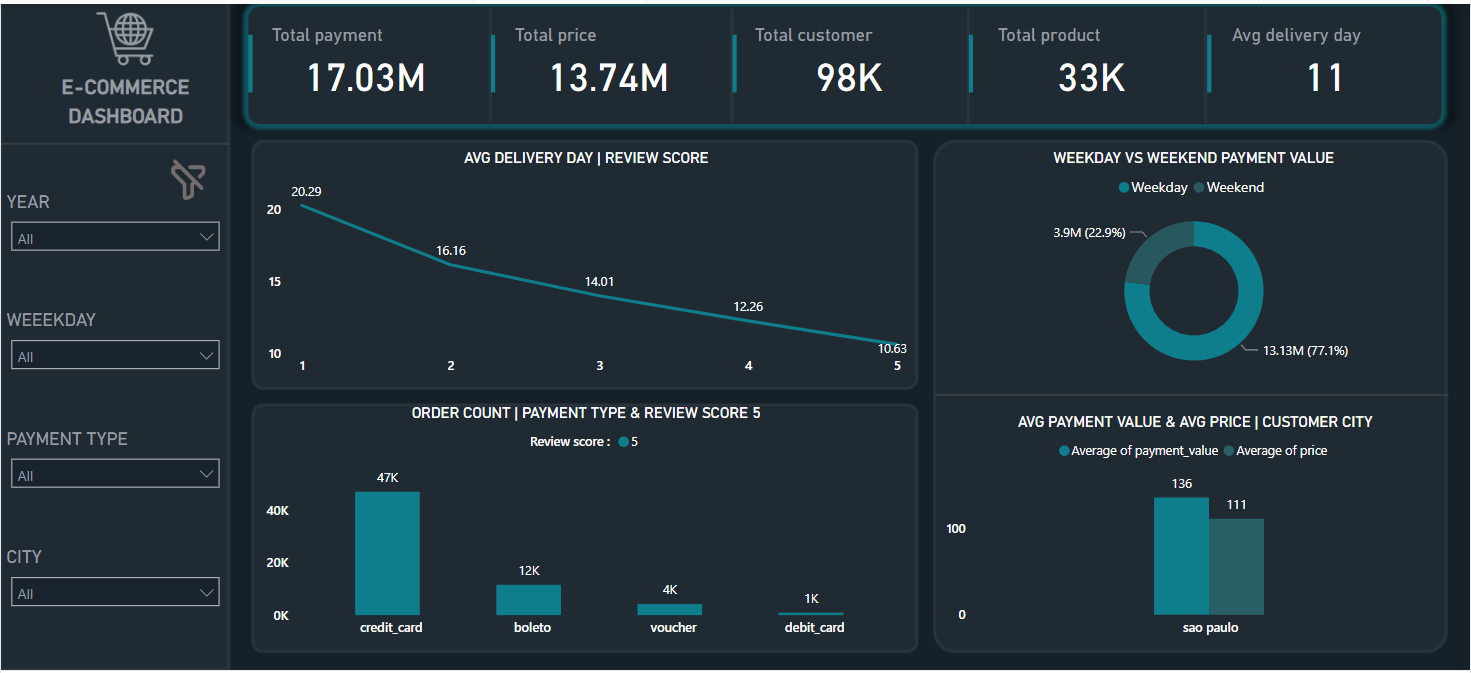 E-COMMERCE
DASHBOARD
YEAR
All
WEEEKDAY
All
PAYMENT TYPE
All
CITY
All
Total payment
17.03M
Total price
13.74M
Total customer
98K
Total product
33K
Avg delivery day
11
AVG DELIVERY DAY | REVIEW SCORE
20.29
20
16.16
15
14.01
12.26
10
10.63
1 2 3 4 5
WEEKDAY VS WEEKEND PAYMENT VALUE
Weekday Weekend
3.9M (22.9%)
13.13M (77.1%)
ORDER COUNT | PAYMENT TYPE & REVIEW SCORE 5
Review score : 5
47K
40K
20K
12K
4K
1K
0K
credit_card boleto voucher debit_card
AVG PAYMENT VALUE & AVG PRICE | CUSTOMER CITY
Average of payment_value Average of price
136
111
100
0
sao paulo